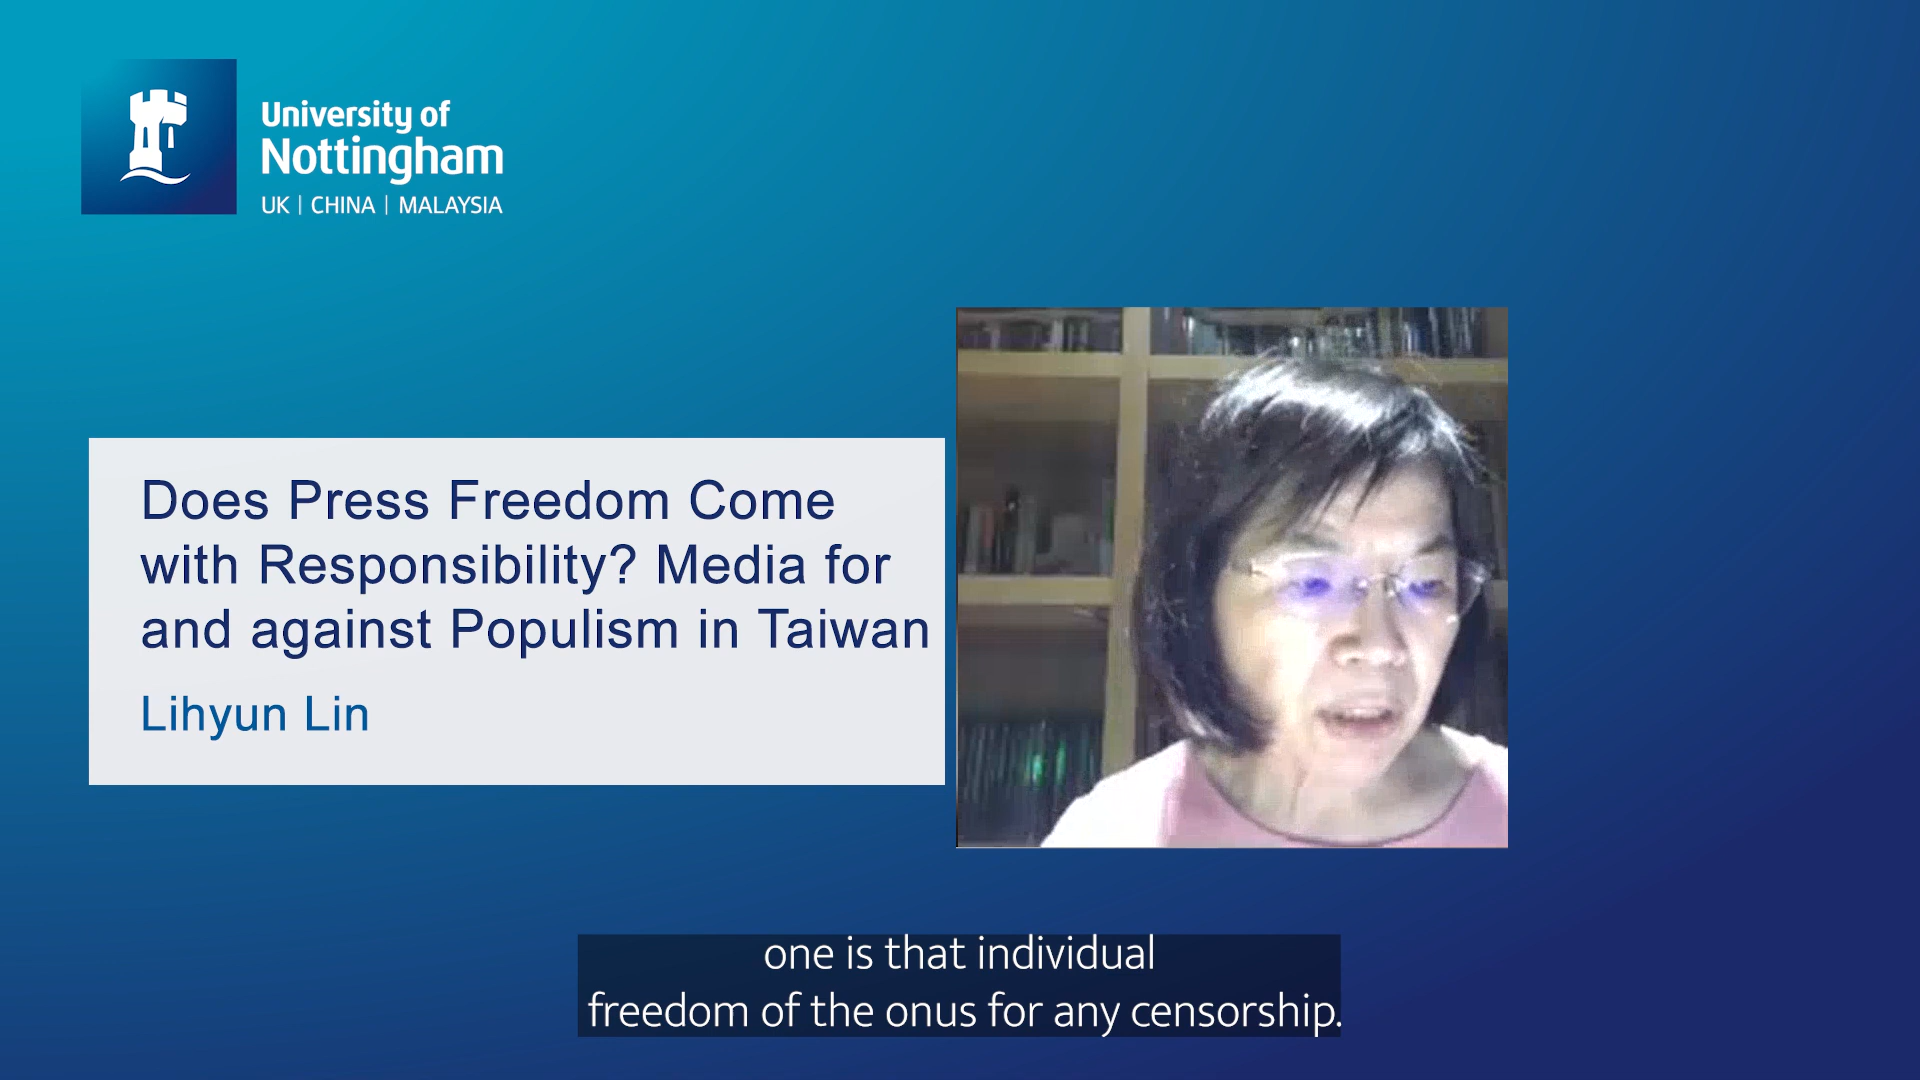 University of
Nottingham
UK | CHINA | MALAYSIA
Does Press Freedom Come
with Responsibility? Media for
and against Populism in Taiwan
Lihyun Lin
one is that individual
freedom of the onus for any censorship.